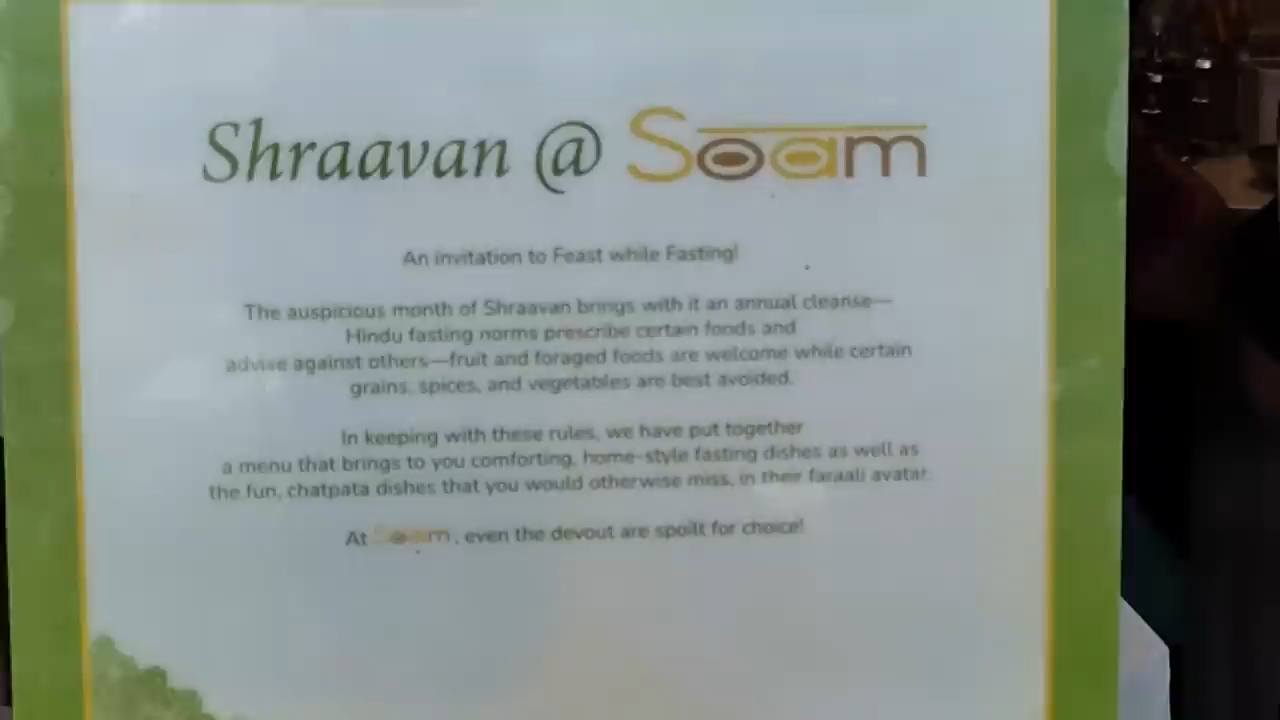 Shraavan @ Soam
An invitation to Feast while Fasting!
The auspicious month of Shraavan brings with it an annual cleanse—
Hindu fasting norms prescribe certain foods and
advise against others—fruit and foraged foods are welcome while certain
grains, spices, and vegetables are best avoided.
In keeping with these rules, we have put together
a menu that brings to you comforting, home-style fasting dishes as well as
the fun, chatpata dishes that you would otherwise miss, in their faraali avatar.
At Soam, even the devout are spoilt for choice!